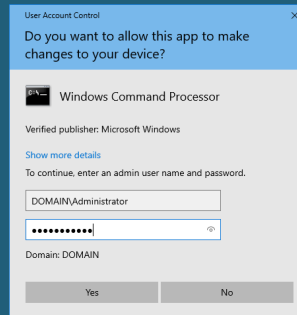 User Account Control
Do you want to allow this app to make
changes to your device?
Windows Command Processor
Verified publisher: Microsoft Windows
Show more details
To continue, enter an admin user name and password.
DOMAIN\Administrator
●●●●●●●●●●●
Domain: DOMAIN
Yes
No